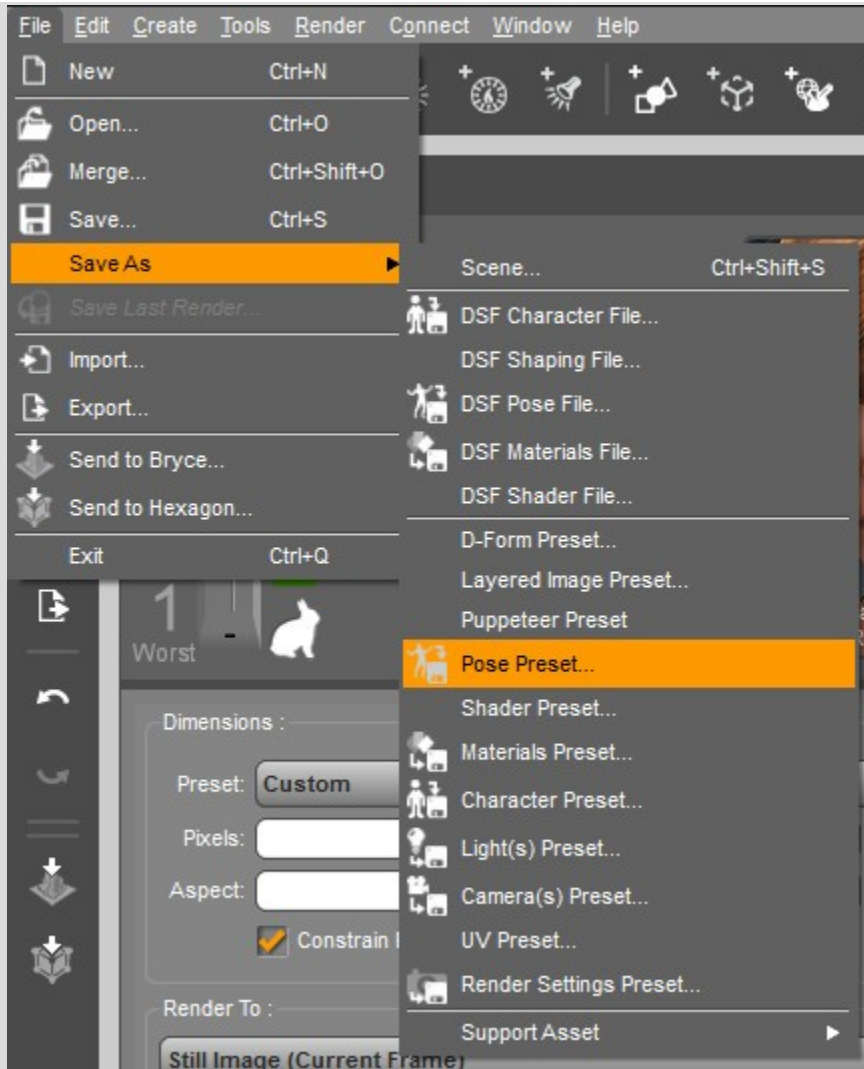 File Edit Create Tools Render Connect Window Help
New Ctrl+N
Open... Ctrl+O
Merge... Ctrl+Shift+O
Save... Ctrl+S
Save As
Save Last Render...
Import...
Export...
Send to Bryce...
Send to Hexagon...
Exit Ctrl+Q
Scene... Ctrl+Shift+S
DSF Character File...
DSF Shaping File...
DSF Pose File...
DSF Materials File...
DSF Shader File...
D-Form Preset...
Layered Image Preset...
Puppeteer Preset
Pose Preset...
Shader Preset...
Materials Preset...
Character Preset...
Light(s) Preset...
Camera(s) Preset...
UV Preset...
Render Settings Preset...
Support Asset
1
Worst
-
Dimensions :
Preset: Custom
Pixels:
Aspect:
Constrain
Render To :
Still Image (Current Frame)